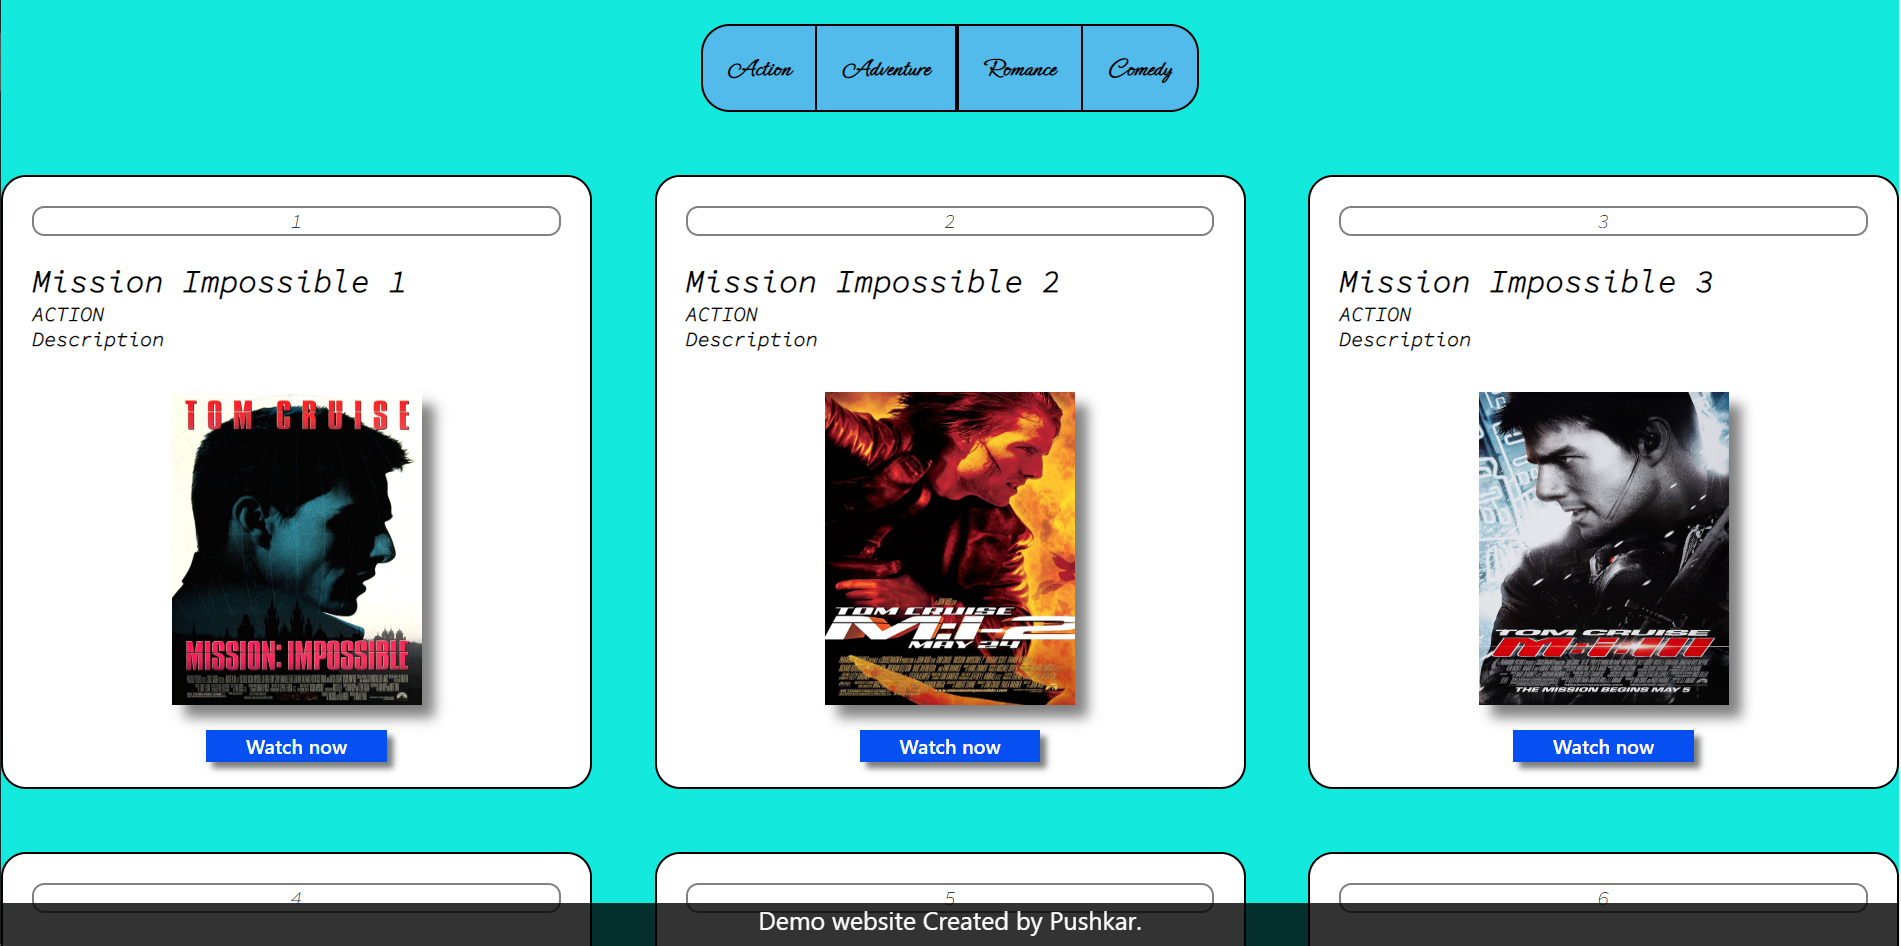 Action Adventure Romance Comedy
1
Mission Impossible 1
ACTION
Description
TOM CRUISE
MISSION: IMPOSSIBLE
Watch now
2
Mission Impossible 2
ACTION
Description
TOM CRUISE
M:I-2
MAY 24
Watch now
3
Mission Impossible 3
ACTION
Description
TOM CRUISE
M:i:III
THE MISSION BEGINS MAY 5
Watch now
4
5
6
Demo website Created by Pushkar.